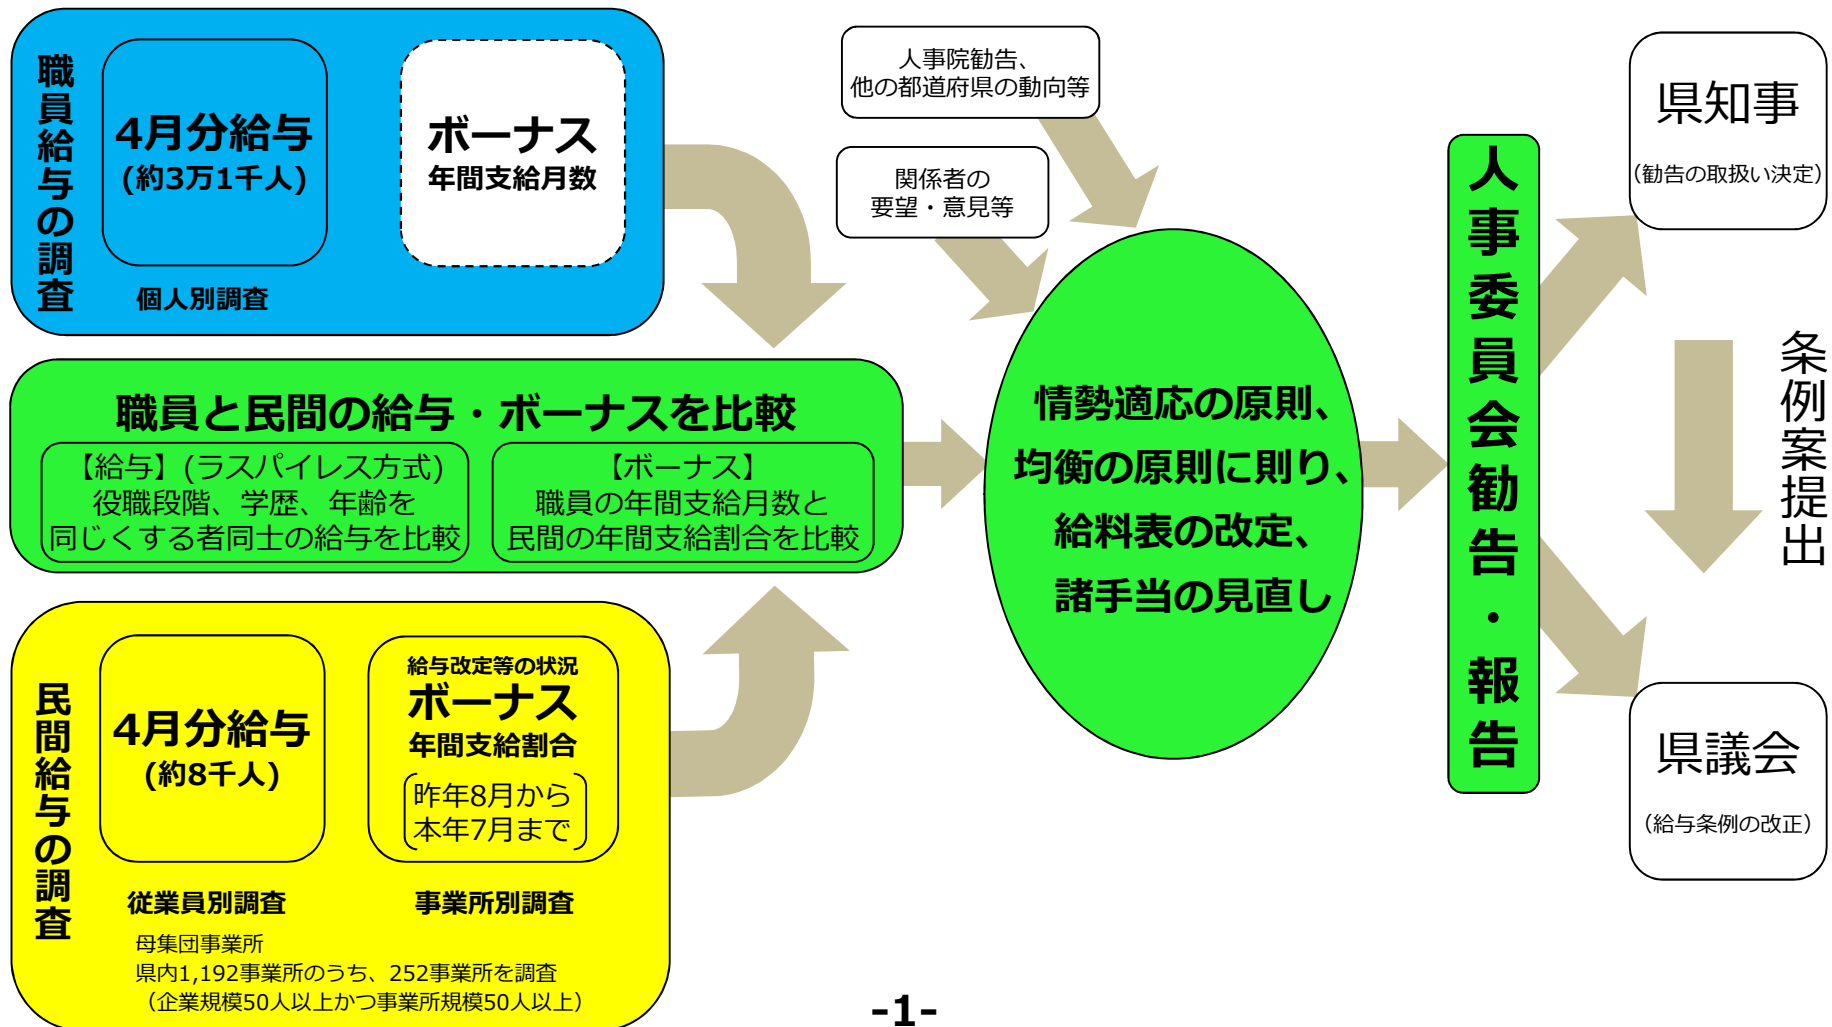 職員給与の調査
4月分給与
(約3万1千人)
ボーナス
年間支給月数
個人別調査
職員と民間の給与・ボーナスを比較
【給与】(ラスパイレス方式)
役職段階、学歴、年齢を
同じくする者同士の給与を比較
【ボーナス】
職員の年間支給月数と
民間の年間支給割合を比較
民間給与の調査
4月分給与
(約8千人)
給与改定等の状況
ボーナス
年間支給割合
昨年8月から
本年7月まで
従業員別調査
事業所別調査
母集団事業所
県内1,192事業所のうち、252事業所を調査
（企業規模50人以上かつ事業所規模50人以上）
人事院勧告、
他の都道府県の動向等
関係者の
要望・意見等
情勢適応の原則、
均衡の原則に則り、
給料表の改定、
諸手当の見直し
人事委員会勧告・報告
県知事
（勧告の取扱い決定）
条例案提出
県議会
（給与条例の改正）
-1-